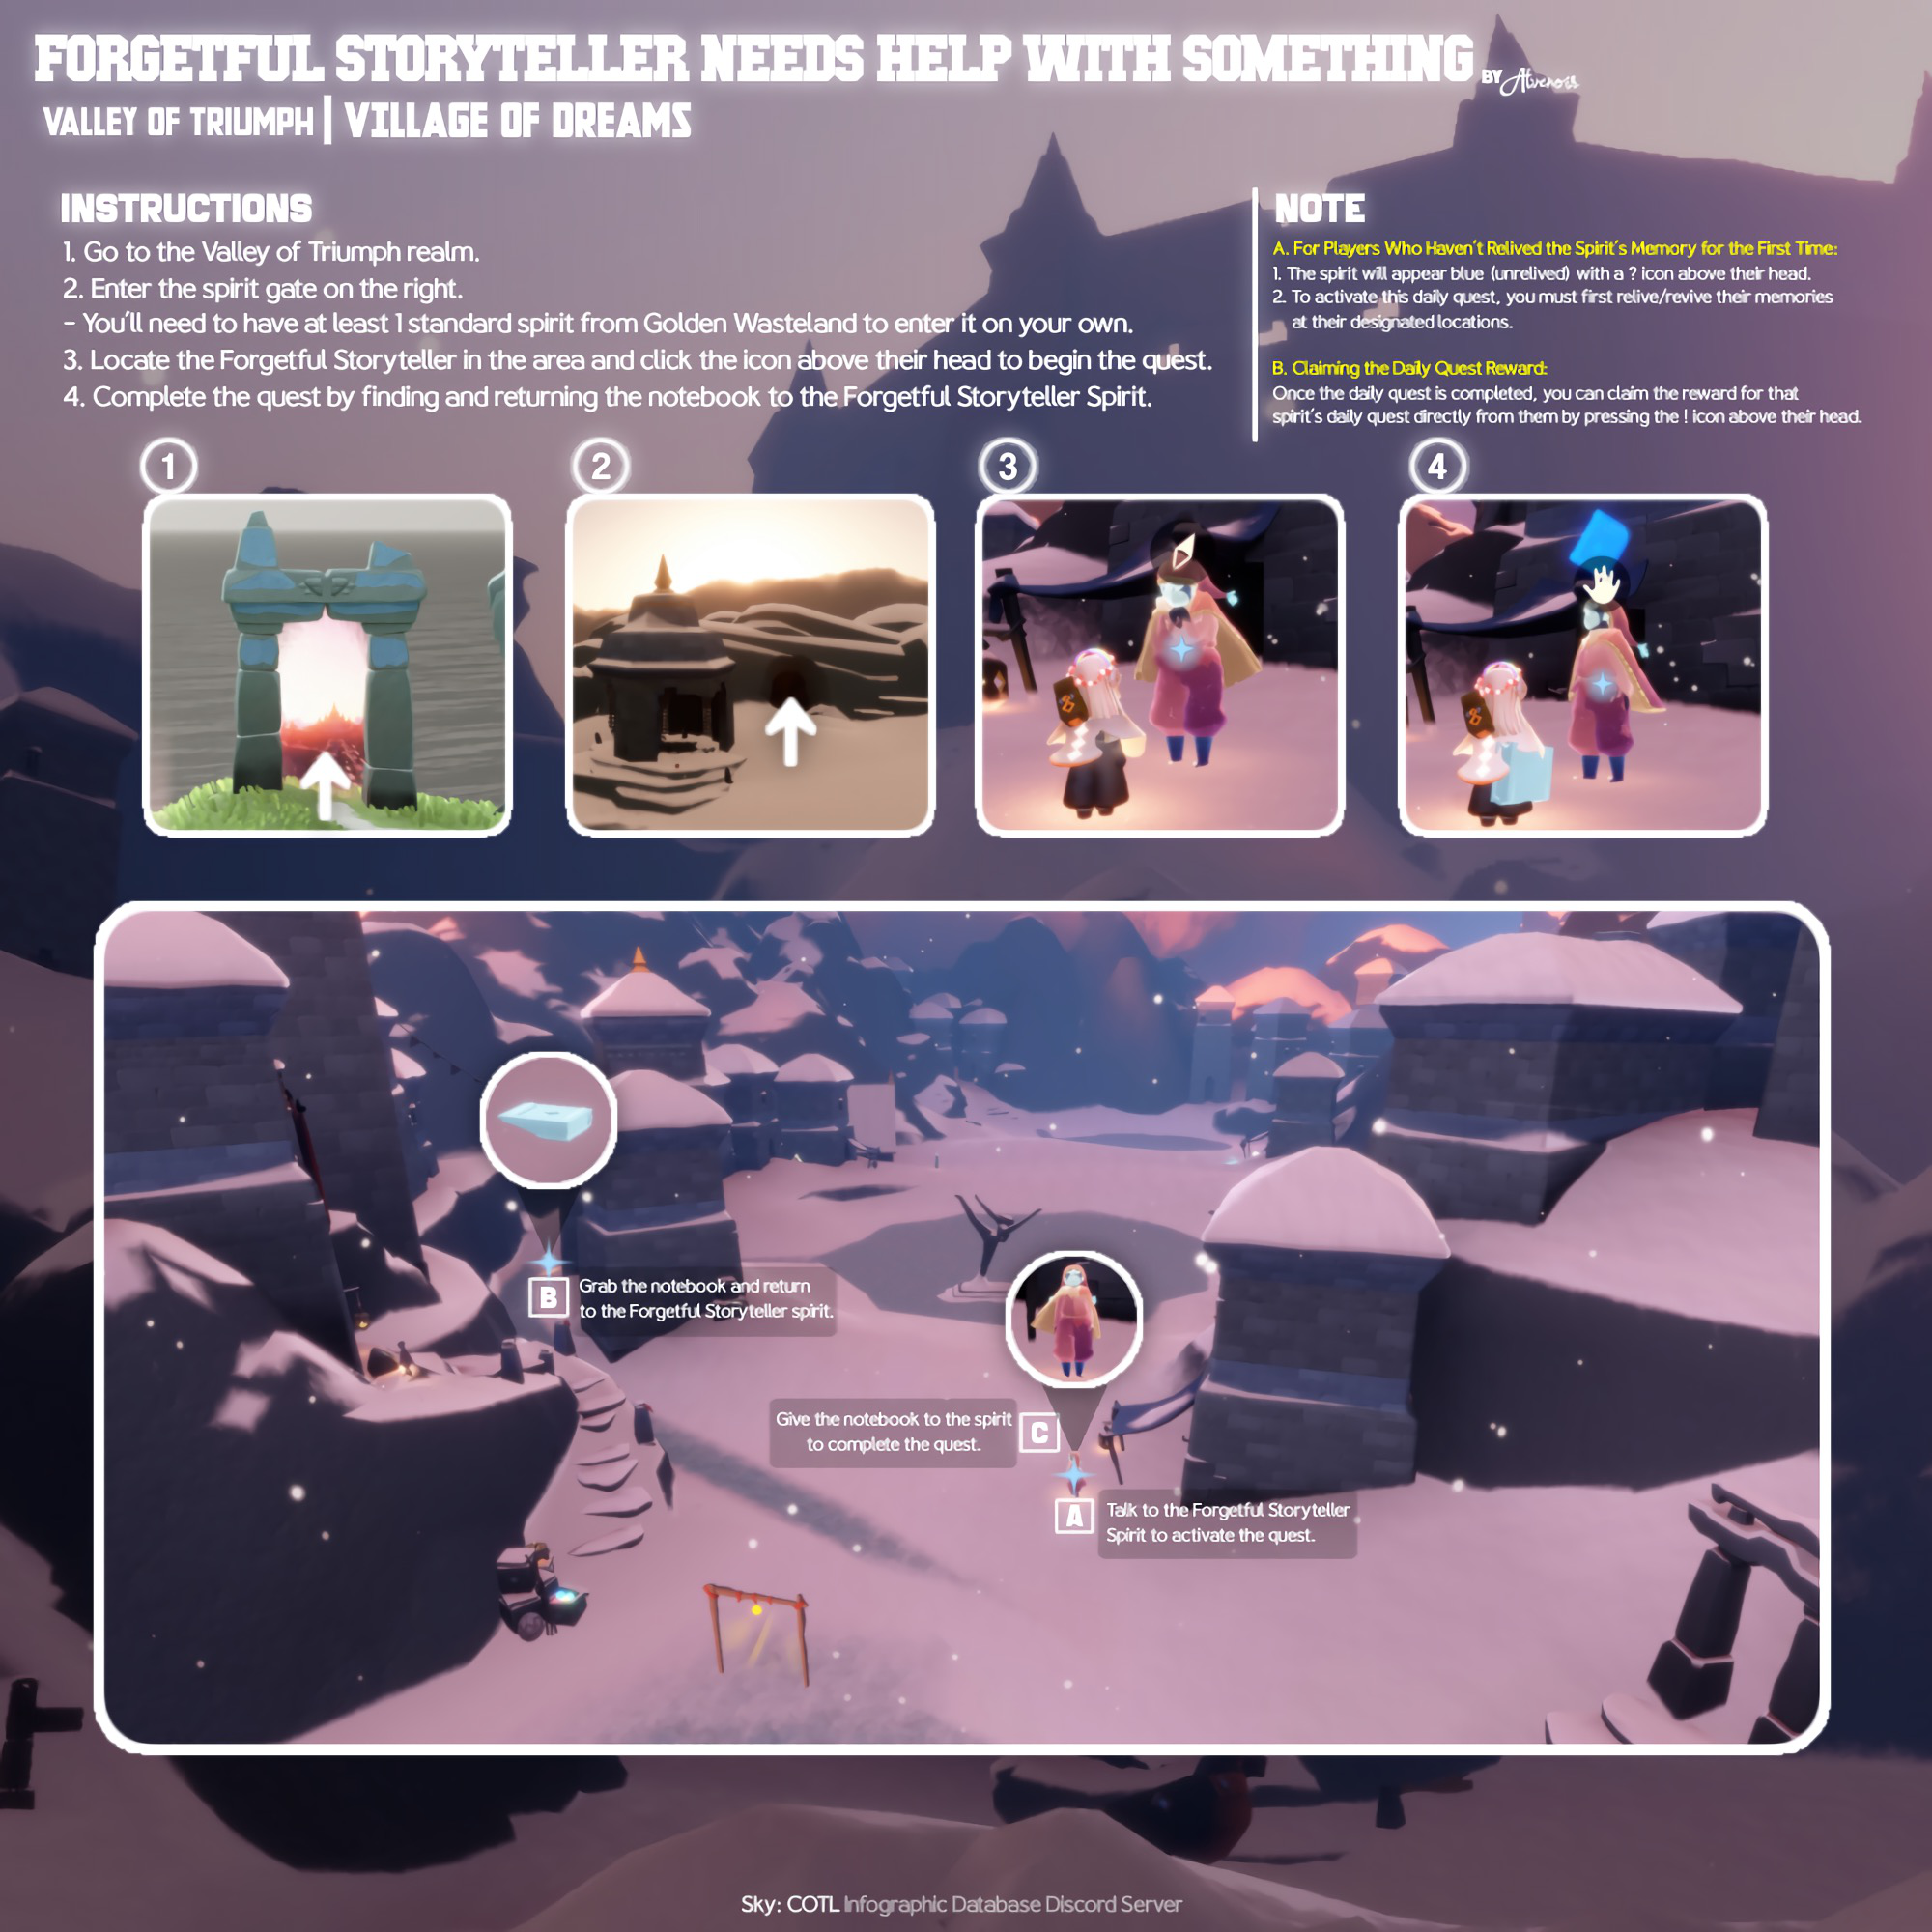 FORGETFUL STORYTELLER NEEDS HELP WITH SOMETHING BY Alvenois
VALLEY OF TRIUMPH | VILLAGE OF DREAMS
INSTRUCTIONS
1. Go to the Valley of Triumph realm.
2. Enter the spirit gate on the right.
- You'll need to have at least 1 standard spirit from Golden Wasteland to enter it on your own.
3. Locate the Forgetful Storyteller in the area and click the icon above their head to begin the quest.
4. Complete the quest by finding and returning the notebook to the Forgetful Storyteller Spirit.
NOTE
A. For Players Who Haven't Relived the Spirit's Memory for the First Time:
1. The spirit will appear blue (unrelived) with a ? icon above their head.
2. To activate this daily quest, you must first relive/revive their memories
at their designated locations.
B. Claiming the Daily Quest Reward:
Once the daily quest is completed, you can claim the reward for that
spirit's daily quest directly from them by pressing the ! icon above their head.
1
2
3
4
B
Grab the notebook and return
to the Forgetful Storyteller spirit.
Give the notebook to the spirit
to complete the quest.
C
A
Talk to the Forgetful Storyteller
Spirit to activate the quest.
Sky: COTL Infographic Database Discord Server